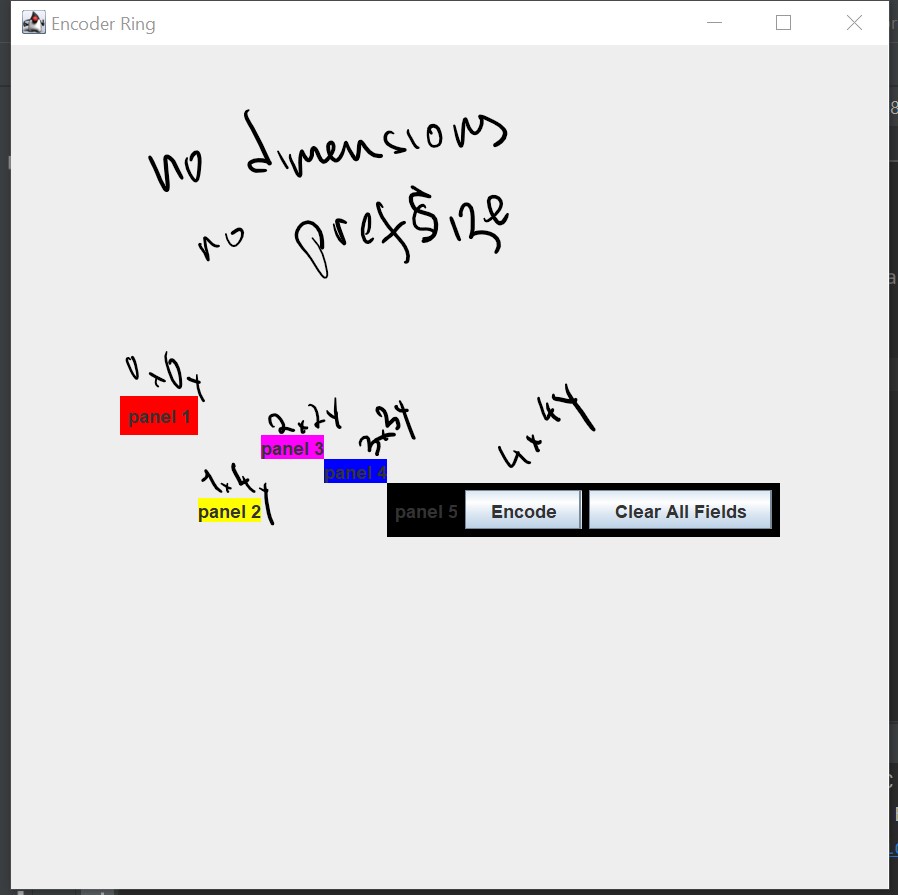 Encoder Ring
no dimensions
no prefSize
0x0y
panel 1
2x2y
3x3y
4x4y
panel 3
panel 4
1x4y
panel 2
panel 5 Encode Clear All Fields